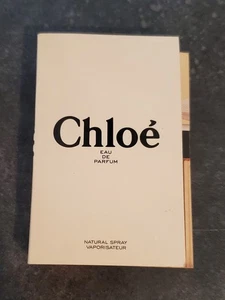 Chloé
EAU
DE
PARFUM
NATURAL SPRAY
VAPORISATEUR